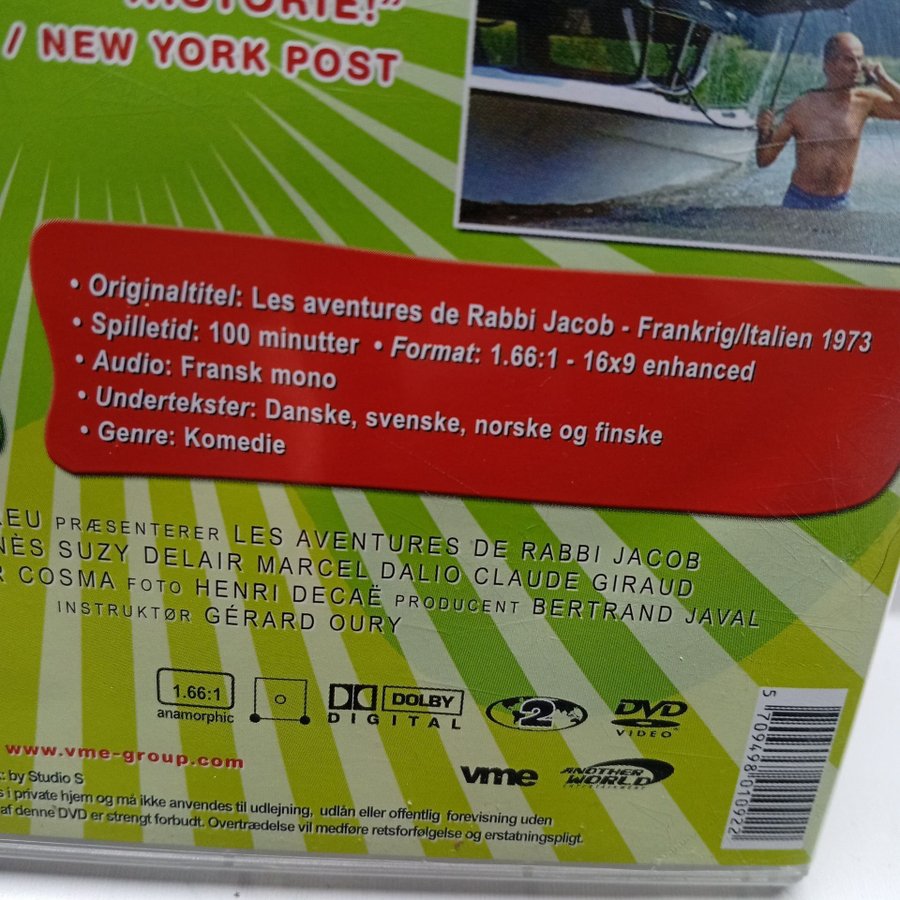 HISTORIE!"
/ NEW YORK POST
• Originaltitel: Les aventures de Rabbi Jacob - Frankrig/Italien 1973
• Spilletid: 100 minutter • Format: 1.66:1 - 16x9 enhanced
• Audio: Fransk mono
• Undertekster: Danske, svenske, norske og finske
• Genre: Komedie
PRÆSENTERER LES AVENTURES DE RABBI JACOB
SUZY DELAIR MARCEL DALIO CLAUDE GIRAUD
COSMA FOTO HENRI DECAË PRODUCENT BERTRAND JAVAL
INSTRUKTØR GÉRARD OURY
1.66:1
anamorphic
DOLBY
DIGITAL
2
DVD
VIDEO
www.vme-group.com
vme
ANOTHER
WORLD
ENTERTAINMENT
: by Studio S
i private hjem og må ikke anvendes til udlejning, udlån eller offentlig forevisning uden
af denne DVD er strengt forbudt. Overtrædelse vil medføre retsforfølgelse og erstatningspligt.
5 709498 010922